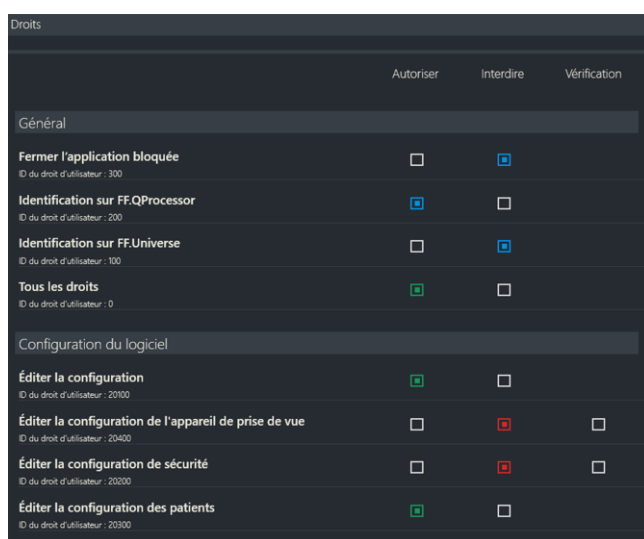 Droits
Autoriser Interdire Vérification
Général
Fermer l'application bloquée
ID du droit d'utilisateur : 300
Identification sur FF.QProcessor
ID du droit d'utilisateur : 200
Identification sur FF.Universe
ID du droit d'utilisateur : 100
Tous les droits
ID du droit d'utilisateur : 0
Configuration du logiciel
Éditer la configuration
ID du droit d'utilisateur : 20100
Éditer la configuration de l'appareil de prise de vue
ID du droit d'utilisateur : 20400
Éditer la configuration de sécurité
ID du droit d'utilisateur : 20200
Éditer la configuration des patients
ID du droit d'utilisateur : 20300